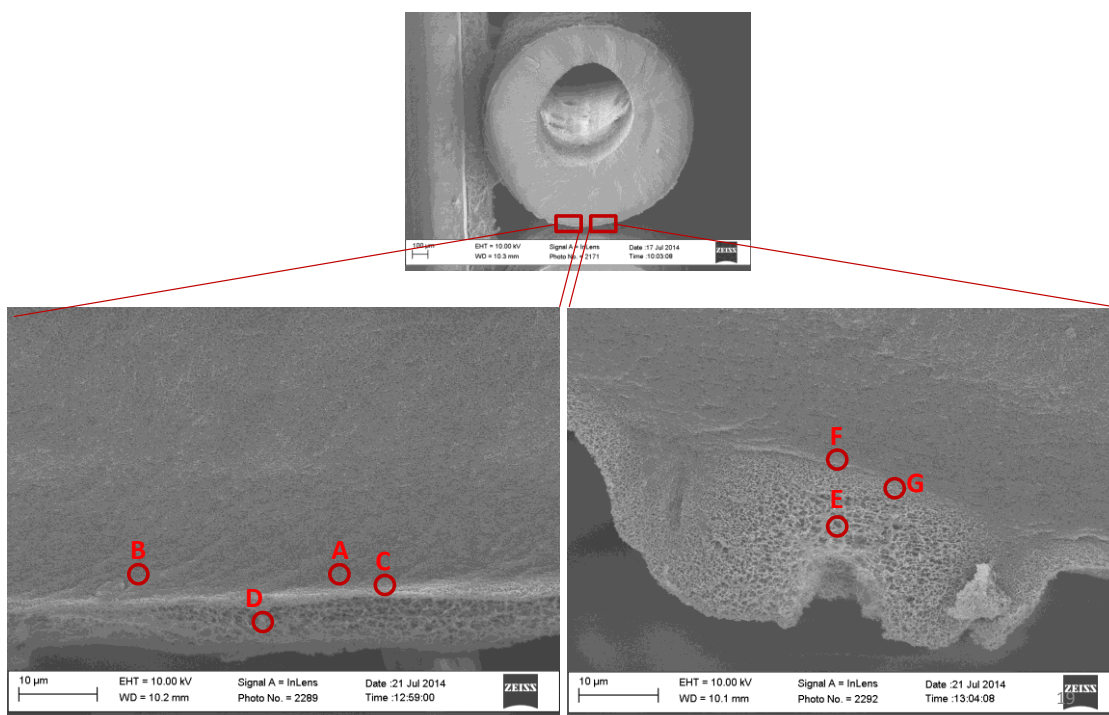 100 µm
EHT = 10.00 kV
WD = 10.3 mm
Signal A = InLens
Photo No. = 2171
Date :17 Jul 2014
Time :10:03:08
ZEISS
B
A
C
D
10 µm
EHT = 10.00 kV
WD = 10.2 mm
Signal A = InLens
Photo No. = 2289
Date :21 Jul 2014
Time :12:59:00
ZEISS
F
G
E
10 µm
EHT = 10.00 kV
WD = 10.1 mm
Signal A = InLens
Photo No. = 2292
Date :21 Jul 2014
Time :13:04:08
ZEISS
19